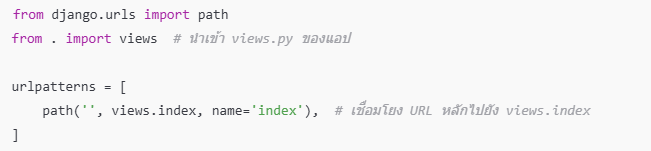 from django.urls import path
from . import views  # นำเข้า views.py ของแอป

urlpatterns = [
    path('', views.index, name='index'),  # เชื่อมโยง URL หลักไปยัง views.index
]